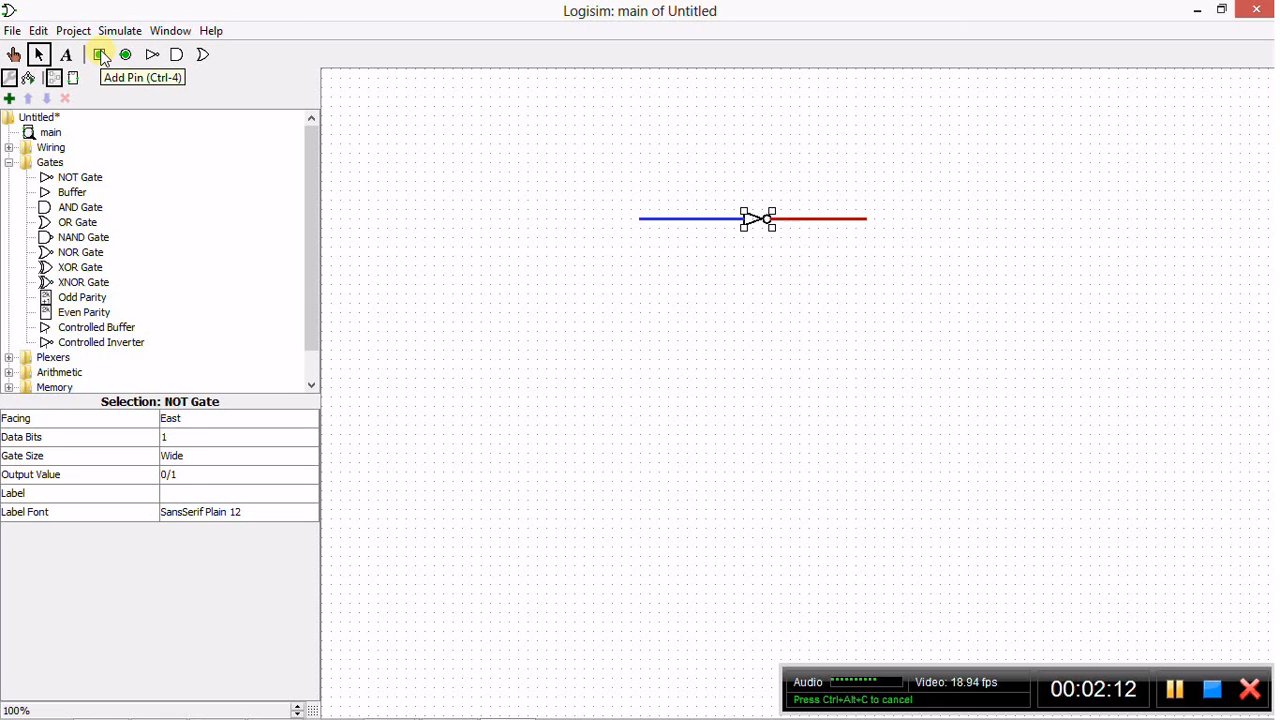 Logisim: main of Untitled
File Edit Project Simulate Window Help
A
Add Pin (Ctrl-4)
Untitled*
main
Wiring
Gates
NOT Gate
Buffer
AND Gate
OR Gate
NAND Gate
NOR Gate
XOR Gate
XNOR Gate
Odd Parity
Even Parity
Controlled Buffer
Controlled Inverter
Plexers
Arithmetic
Memory
Selection: NOT Gate
Facing East
Data Bits 1
Gate Size Wide
Output Value 0/1
Label
Label Font SansSerif Plain 12
100%
Audio Video: 18.94 fps
Press Ctrl+Alt+C to cancel
00:02:12